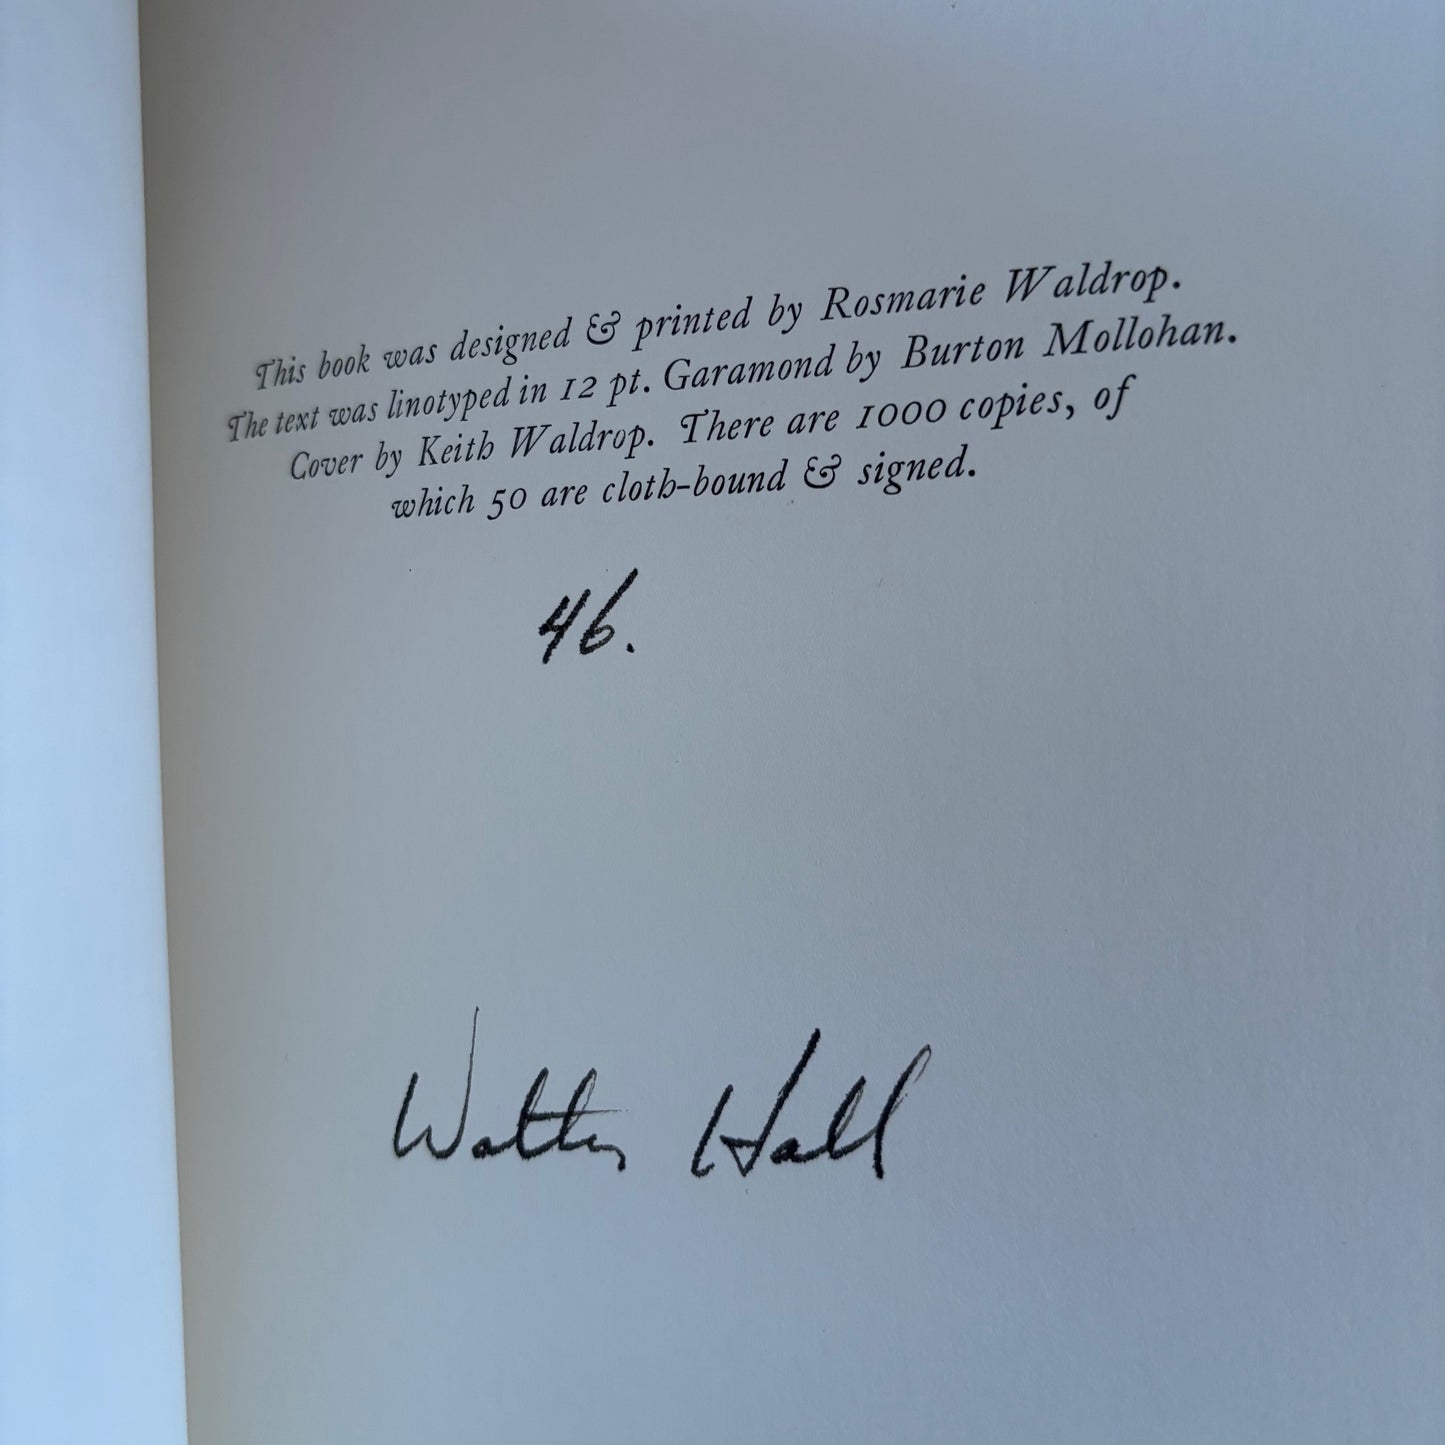 This book was designed & printed by Rosmarie Waldrop.
The text was linotyped in 12 pt. Garamond by Burton Mollohan.
Cover by Keith Waldrop. There are 1000 copies, of
which 50 are cloth-bound & signed.
46.
Walter Hall